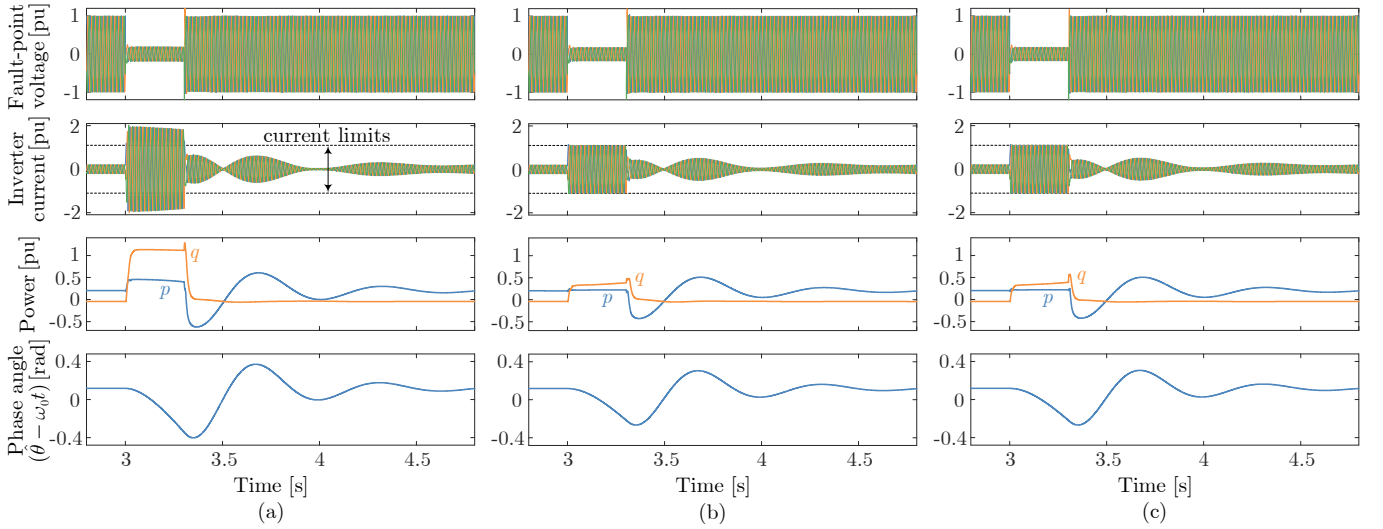 Fault-point
voltage [pu]
1
0
-1
1
0
-1
1
0
-1
Inverter
current [pu]
2
0
-2
current limits
2
0
-2
2
0
-2
Power [pu]
1
0.5
0
-0.5
q
p
1
0.5
0
-0.5
q
p
1
0.5
0
-0.5
q
p
Phase angle
(θ̂ − ω₀t) [rad]
0.4
0
-0.4
0.4
0
-0.4
0.4
0
-0.4
3 3.5 4 4.5
3 3.5 4 4.5
3 3.5 4 4.5
Time [s]
Time [s]
Time [s]
(a)
(b)
(c)